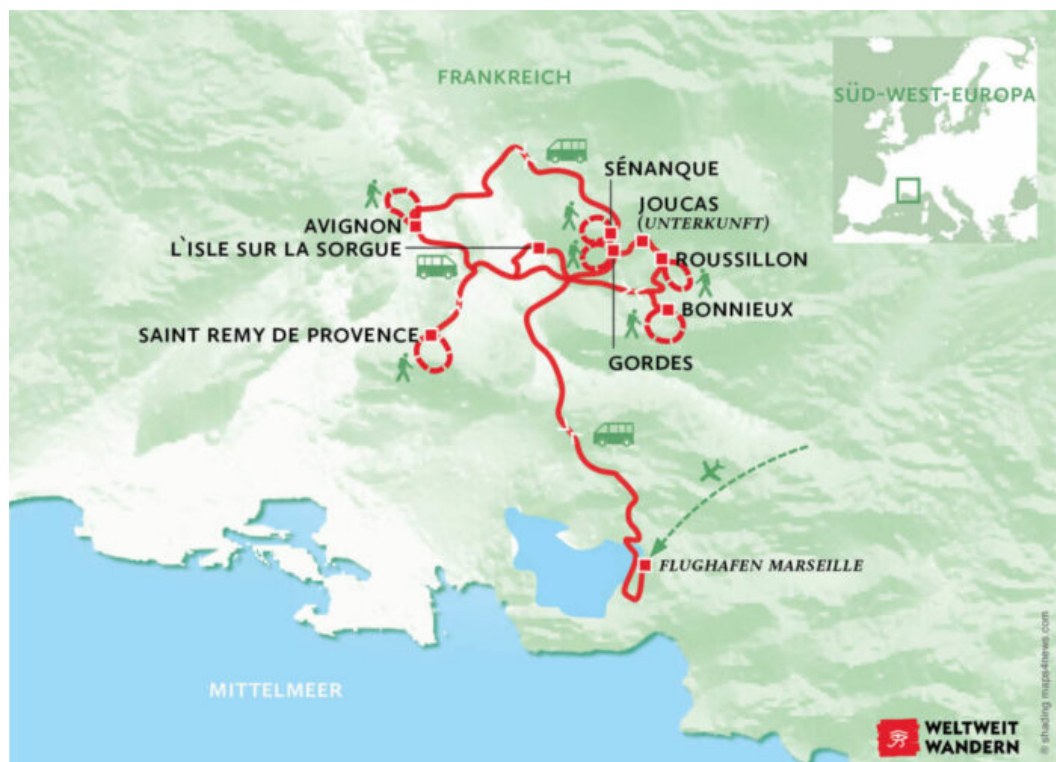 FRANKREICH
SÜD-WEST-EUROPA
SÉNANQUE
JOUCAS
(UNTERKUNFT)
AVIGNON
L`ISLE SUR LA SORGUE
ROUSSILLON
BONNIEUX
SAINT REMY DE PROVENCE
GORDES
FLUGHAFEN MARSEILLE
MITTELMEER
WELTWEIT
WANDERN
© shading maps4news.com